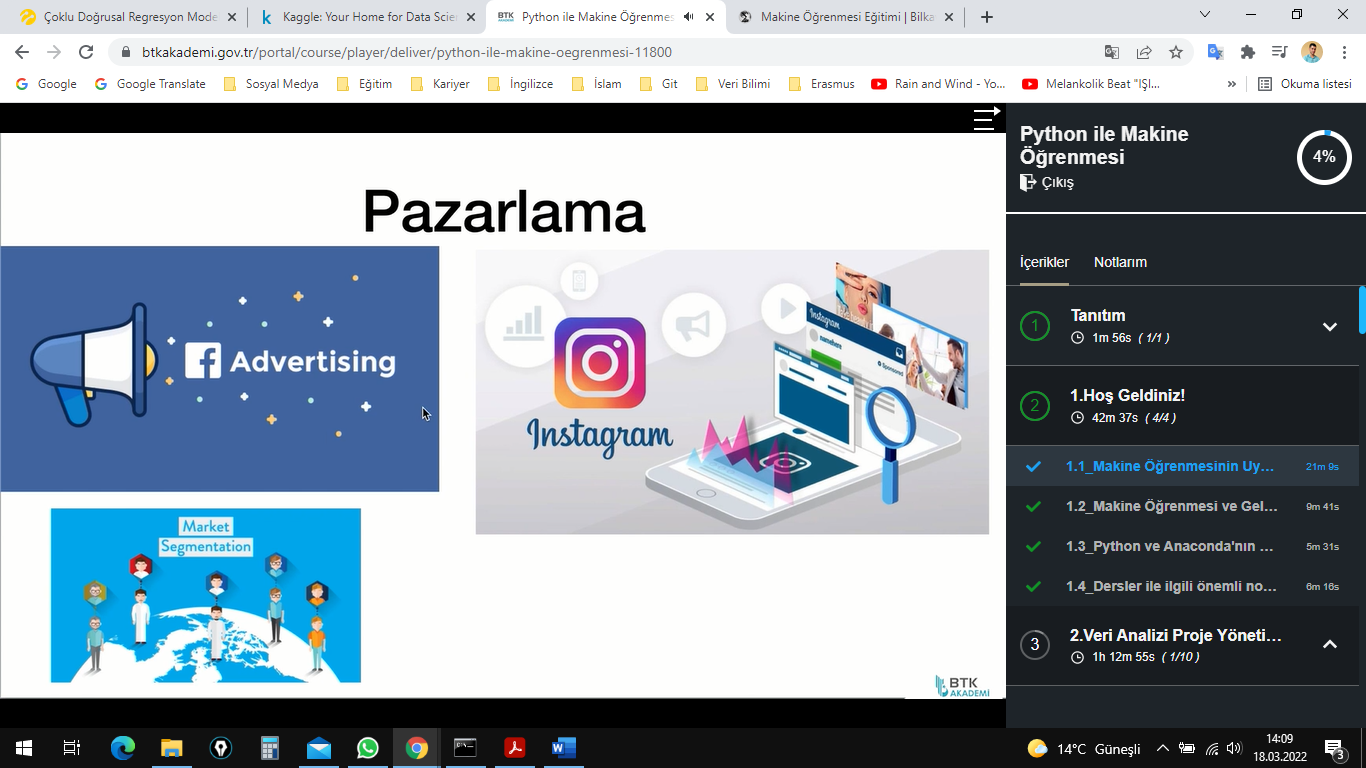 Çoklu Doğrusal Regresyon Mode
Kaggle: Your Home for Data Scien
BTK
Python ile Makine Öğrenmes
Makine Öğrenmesi Eğitimi | Bilka
btkakademi.gov.tr/portal/course/player/deliver/python-ile-makine-oegrenmesi-11800
Google
Google Translate
Sosyal Medya
Eğitim
Kariyer
İngilizce
İslam
Git
Veri Bilimi
Erasmus
Rain and Wind - Yo...
Melankolik Beat "IŞI...
»
Okuma listesi
Pazarlama
Advertising
Instagram
Instagram
namehere
Sponsored
Market
Segmentation
BTK
AKADEMİ
Python ile Makine
Öğrenmesi
4%
Çıkış
İçerikler
Notlarım
1
Tanıtım
1m 56s ( 1/1 )
2
1.Hoş Geldiniz!
42m 37s ( 4/4 )
1.1_Makine Öğrenmesinin Uy...
21m 9s
1.2_Makine Öğrenmesi ve Gel...
9m 41s
1.3_Python ve Anaconda'nın ...
5m 31s
1.4_Dersler ile ilgili önemli no...
6m 16s
3
2.Veri Analizi Proje Yöneti...
1h 12m 55s ( 1/10 )
14°C Güneşli
14:09
18.03.2022
3